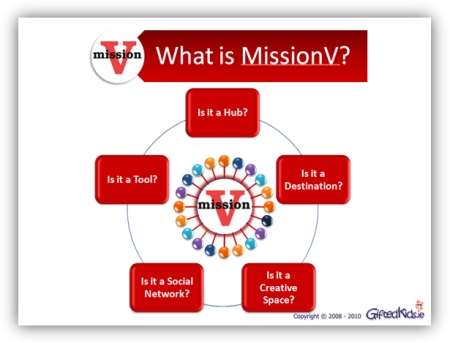 mission V
What is MissionV?
Is it a Hub?
Is it a Tool?
Is it a
Destination?
mission V
Is it a Social
Network?
Is it a
Creative
Space?
Copyright © 2008 - 2010
GiftedKids.ie